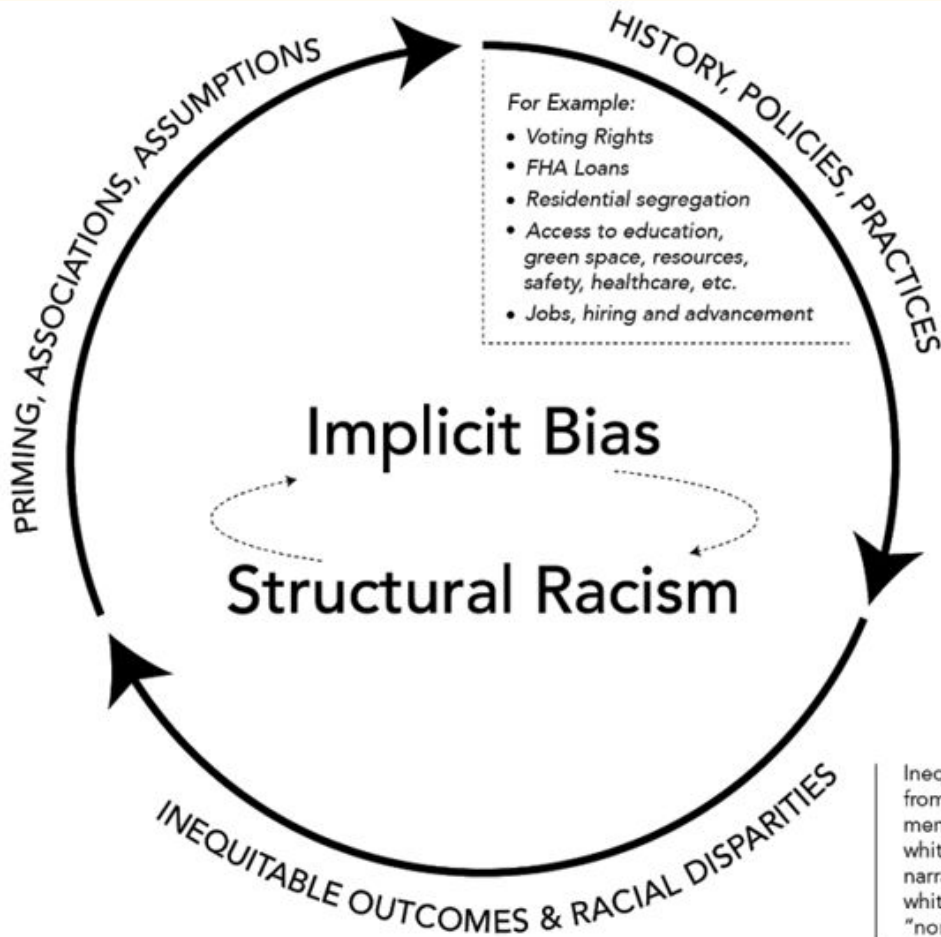 PRIMING, ASSOCIATIONS, ASSUMPTIONS
HISTORY, POLICIES, PRACTICES
For Example:
• Voting Rights
• FHA Loans
• Residential segregation
• Access to education,
green space, resources,
safety, healthcare, etc.
• Jobs, hiring and advancement
Implicit Bias
Structural Racism
INEQUITABLE OUTCOMES & RACIAL DISPARITIES
from